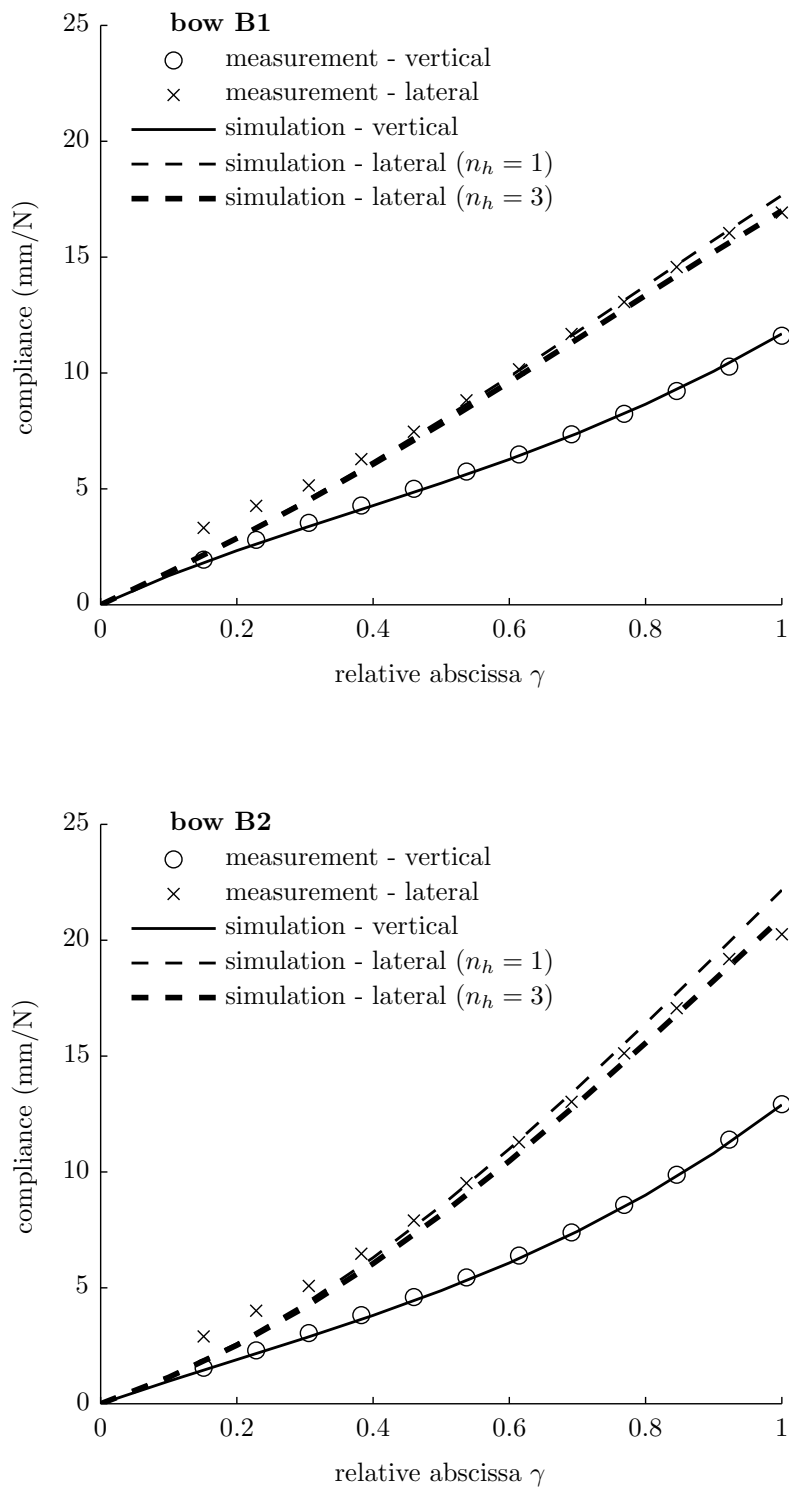 bow B1
measurement - vertical
measurement - lateral
simulation - vertical
simulation - lateral (n_h = 1)
simulation - lateral (n_h = 3)
25
20
15
10
5
0
compliance (mm/N)
0 0.2 0.4 0.6 0.8 1
relative abscissa γ
bow B2
measurement - vertical
measurement - lateral
simulation - vertical
simulation - lateral (n_h = 1)
simulation - lateral (n_h = 3)
25
20
15
10
5
0
compliance (mm/N)
0 0.2 0.4 0.6 0.8 1
relative abscissa γ